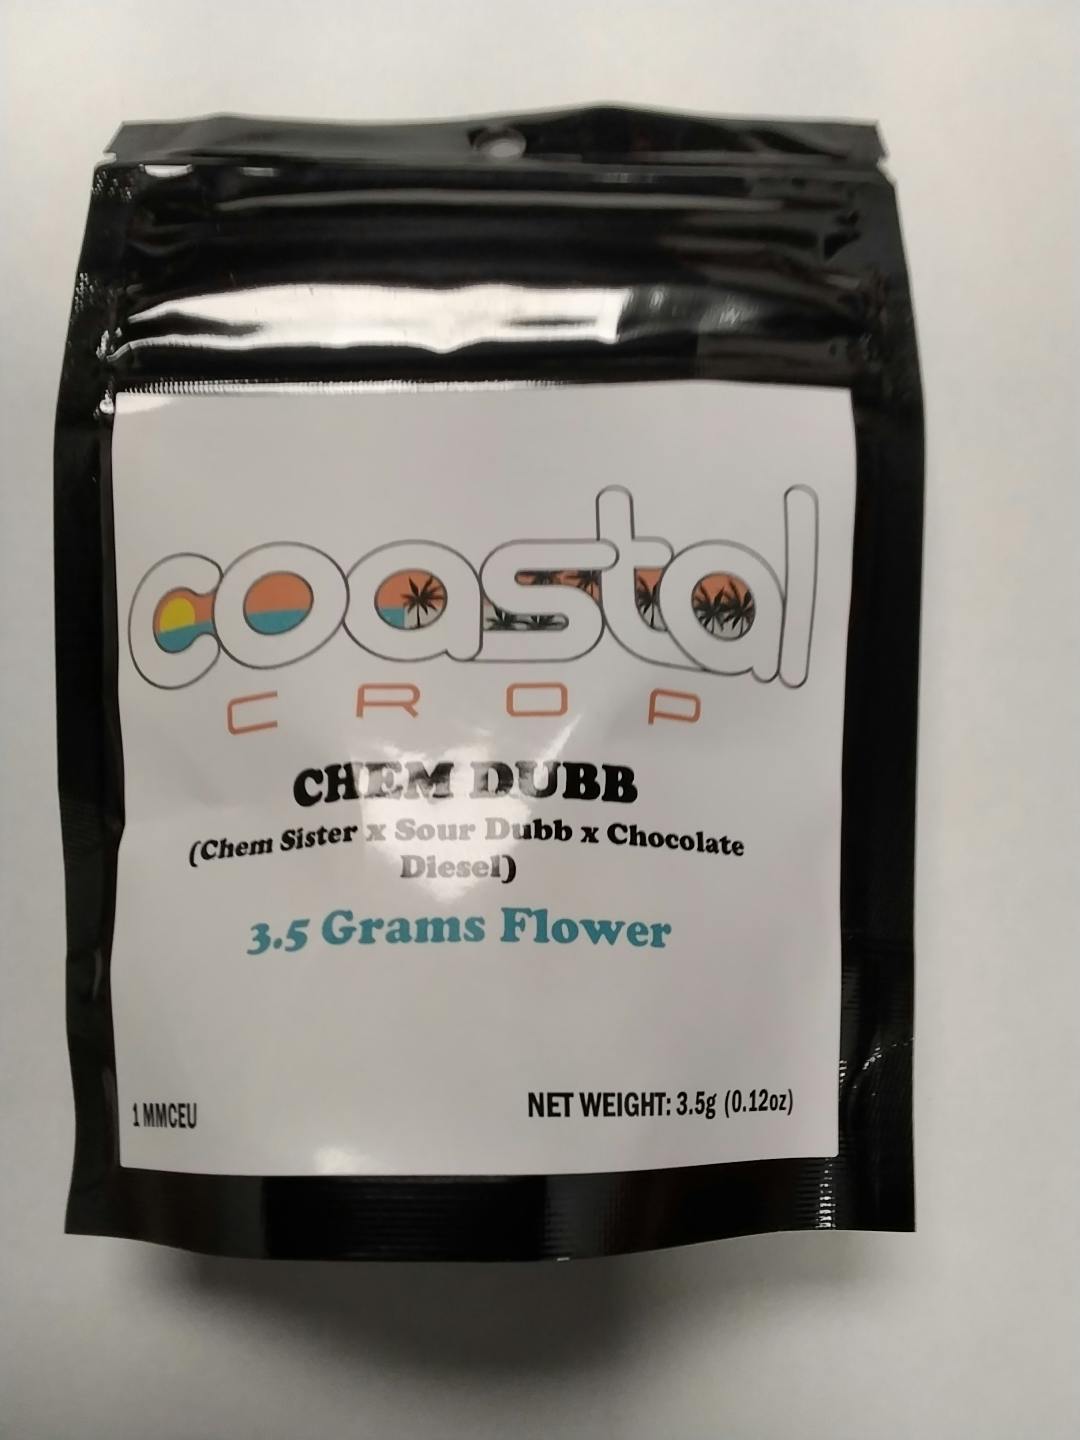 coastal
CROP
CHEM DUBB
(Chem Sister x Sour Dubb x Chocolate
Diesel)
3.5 Grams Flower
1 MMCEU
NET WEIGHT: 3.5g (0.12oz)